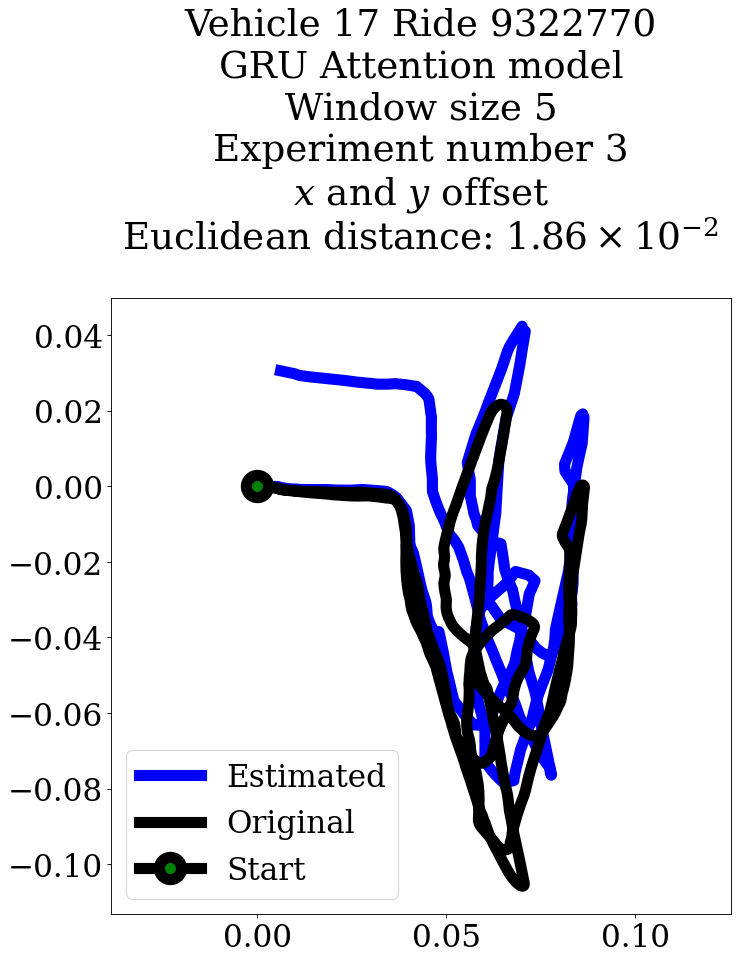 Vehicle 17 Ride 9322770
GRU Attention model
Window size 5
Experiment number 3
x and y offset
Euclidean distance: 1.86 × 10⁻²
0.04
0.02
0.00
−0.02
−0.04
−0.06
−0.08
−0.10
Estimated
Original
Start
0.00 0.05 0.10